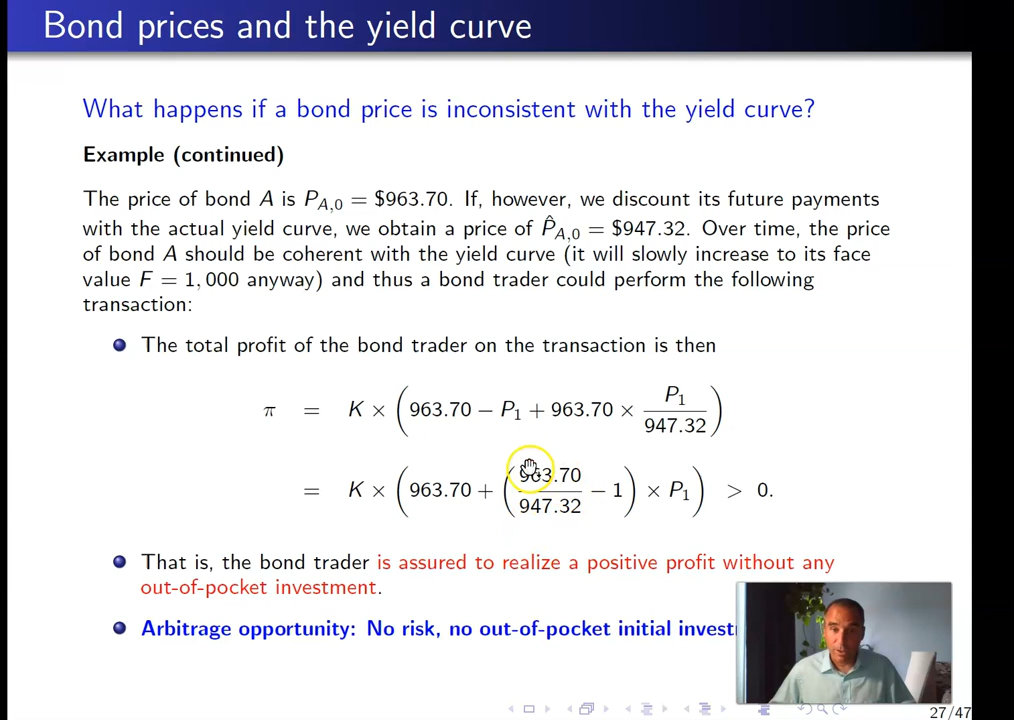 Bond prices and the yield curve
What happens if a bond price is inconsistent with the yield curve?
Example (continued)
The price of bond A is P_{A,0} = $963.70. If, however, we discount its future payments
with the actual yield curve, we obtain a price of P̂_{A,0} = $947.32. Over time, the price
of bond A should be coherent with the yield curve (it will slowly increase to its face
value F = 1,000 anyway) and thus a bond trader could perform the following
transaction:
The total profit of the bond trader on the transaction is then
π = K × (963.70 − P₁ + 963.70 × P₁/947.32)
= K × (963.70 + (963.70/947.32 − 1) × P₁) > 0.
That is, the bond trader is assured to realize a positive profit without any
out-of-pocket investment.
Arbitrage opportunity: No risk, no out-of-pocket initial
27/47